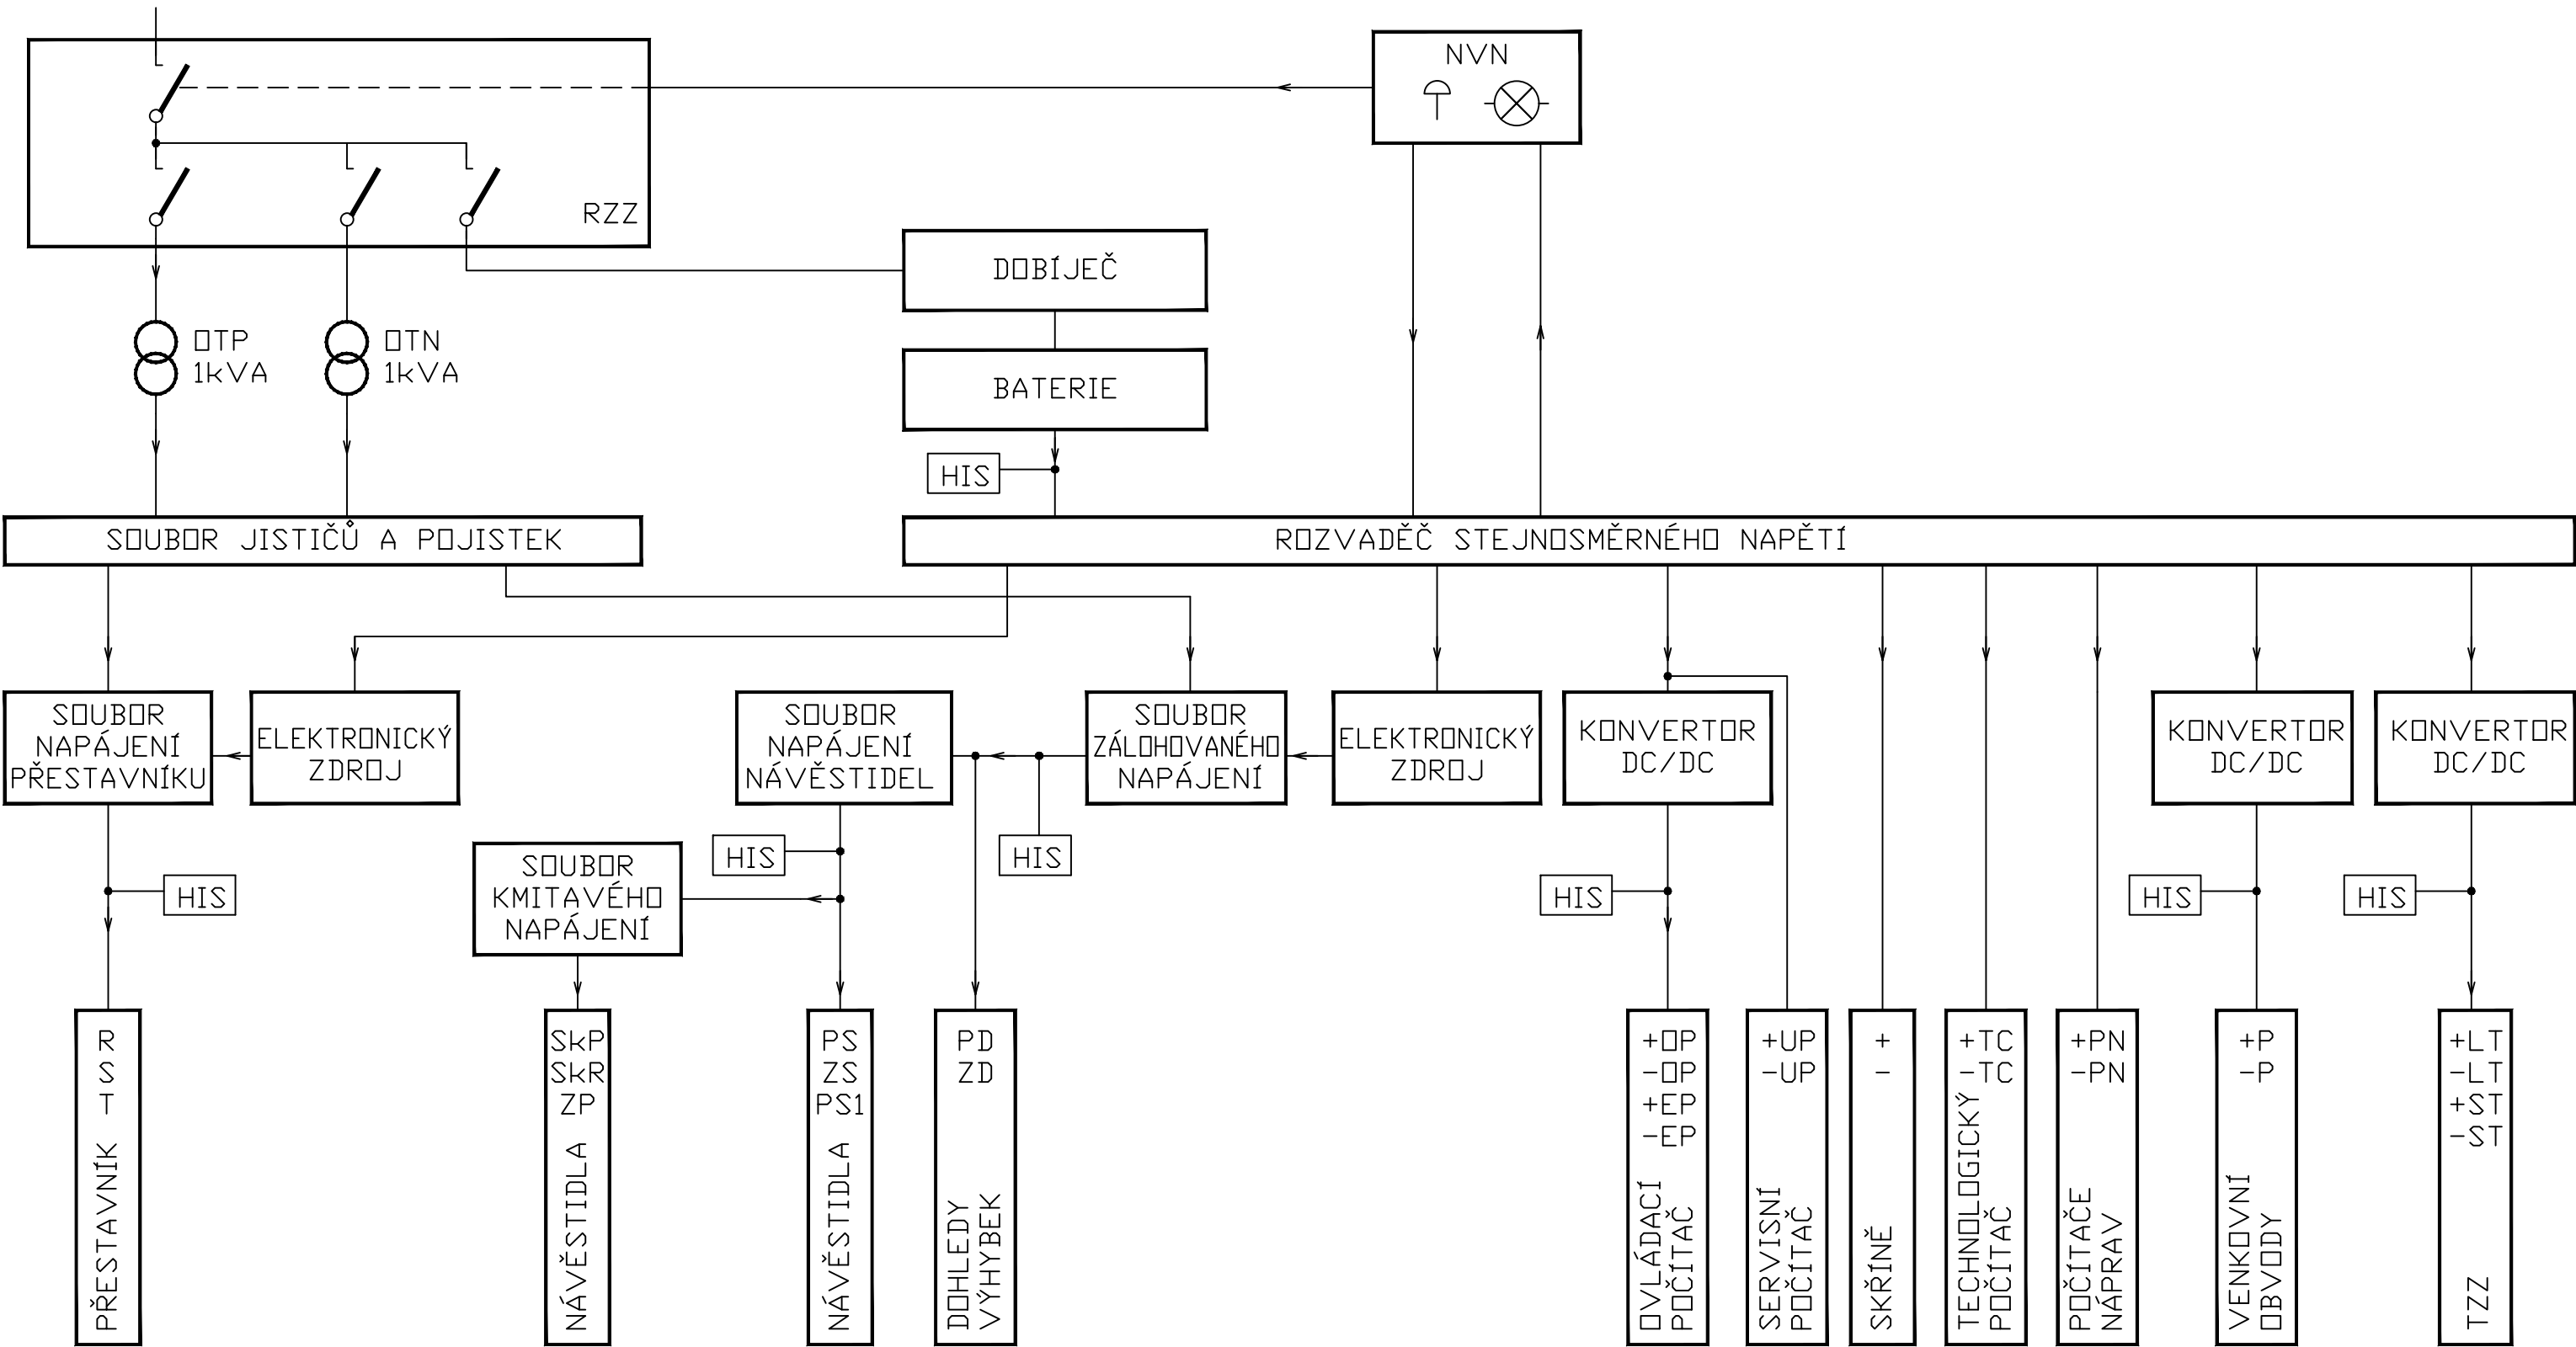 NVN
RZZ
DOBÍJEČ
OTP
1kVA
OTN
1kVA
BATERIE
HIS
SOUBOR JISTIČŮ A POJISTEK
ROZVADĚČ STEJNOSMĚRNÉHO NAPĚTÍ
SOUBOR
NAPÁJENÍ
PŘESTAVNÍKU
ELEKTRONICKÝ
ZDROJ
SOUBOR
NAPÁJENÍ
NÁVĚSTIDEL
SOUBOR
ZÁLOHOVANÉHO
NAPÁJENÍ
ELEKTRONICKÝ
ZDROJ
KONVERTOR
DC/DC
KONVERTOR
DC/DC
KONVERTOR
DC/DC
HIS
SOUBOR
KMITAVÉHO
NAPÁJENÍ
HIS
HIS
HIS
HIS
HIS
R
S
T
PŘESTAVNÍK
SkP
SkR
ZP
NÁVĚSTIDLA
PS
ZS
PS1
NÁVĚSTIDLA
PD
ZD
DOHLEDY
VÝHYBEK
+OP
-OP
+EP
-EP
OVLÁDACÍ
POČÍTAČ
+UP
-UP
SERVISNÍ
POČÍTAČ
+
-
SKŘÍNĚ
+TC
-TC
TECHNOLOGICKÝ
POČÍTAČ
+PN
-PN
POČÍTAČE
NÁPRAV
+P
-P
VENKOVNÍ
OBVODY
+LT
-LT
+ST
-ST
TZZ